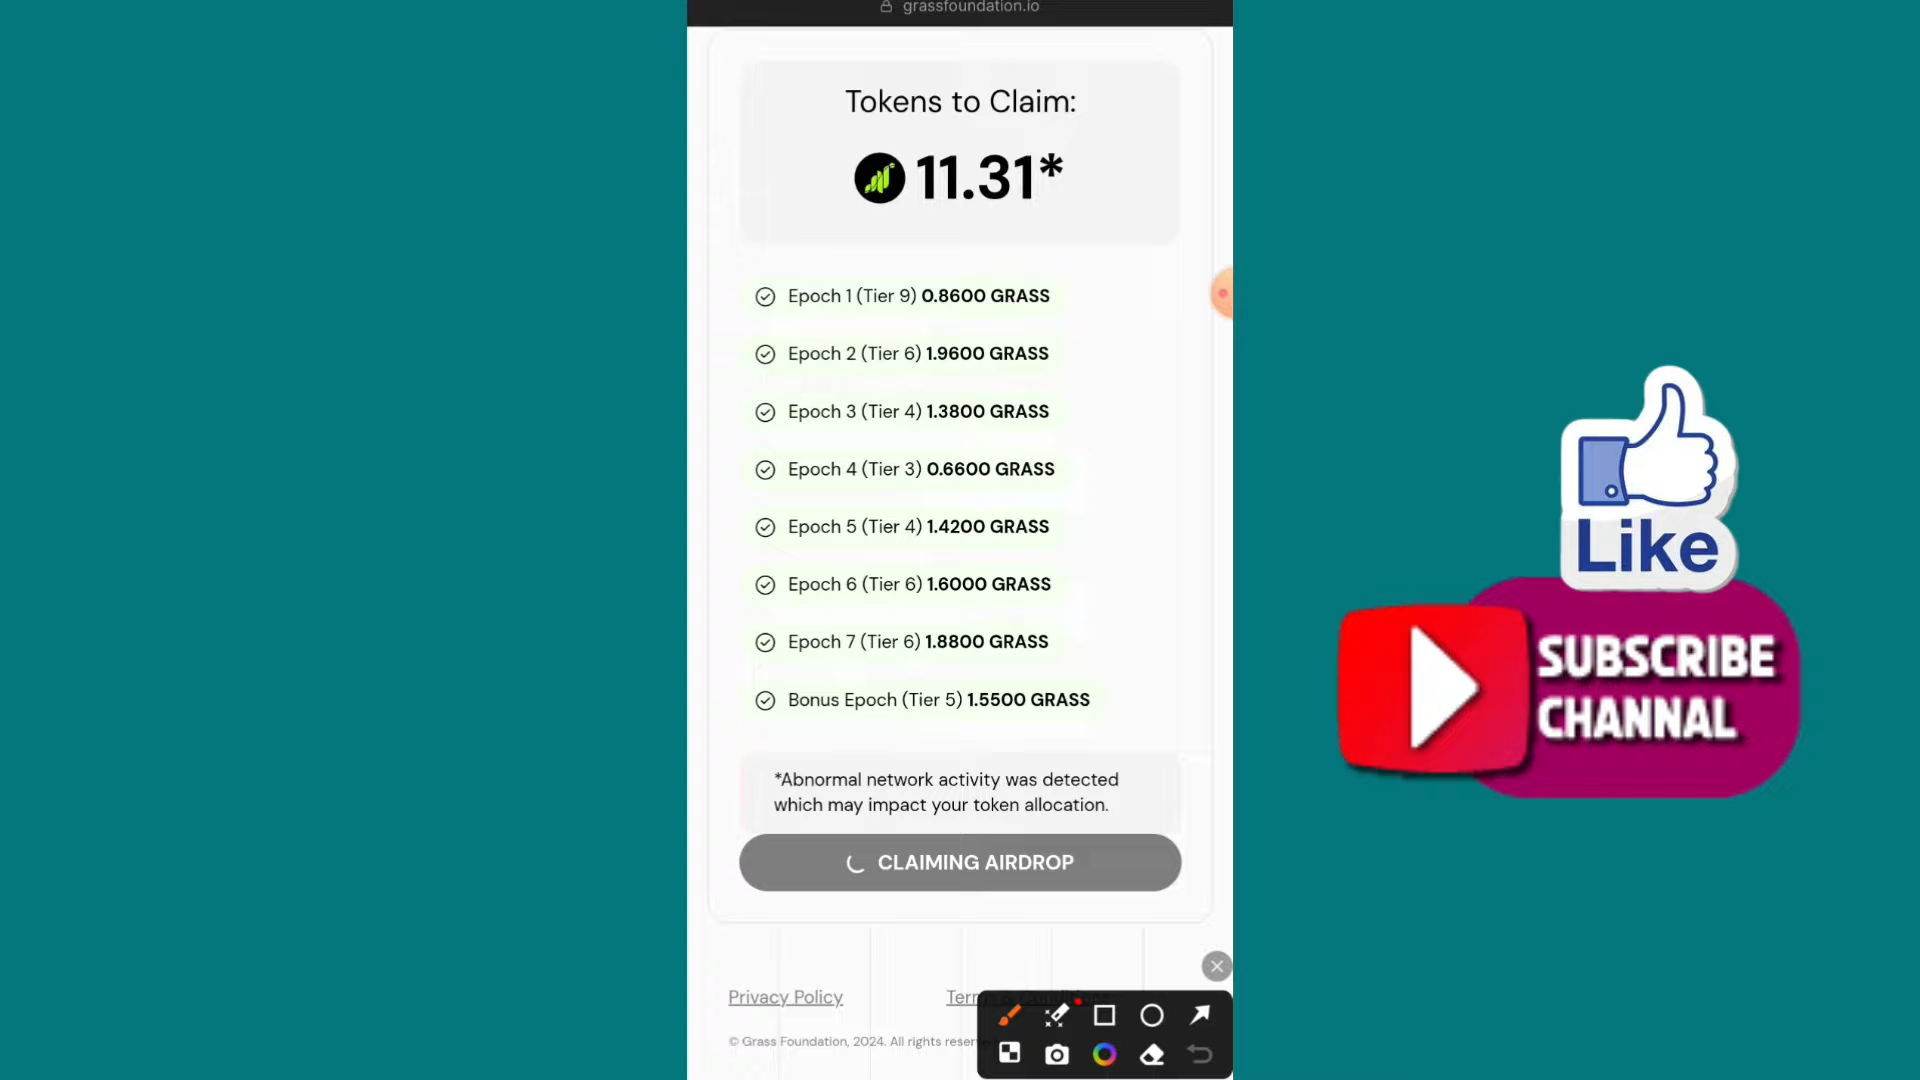 grassfoundation.io
Tokens to Claim:
11.31*
Epoch 1 (Tier 9) 0.8600 GRASS
Epoch 2 (Tier 6) 1.9600 GRASS
Epoch 3 (Tier 4) 1.3800 GRASS
Epoch 4 (Tier 3) 0.6600 GRASS
Epoch 5 (Tier 4) 1.4200 GRASS
Epoch 6 (Tier 6) 1.6000 GRASS
Epoch 7 (Tier 6) 1.8800 GRASS
Bonus Epoch (Tier 5) 1.5500 GRASS
*Abnormal network activity was detected
which may impact your token allocation.
CLAIMING AIRDROP
Privacy Policy
© Grass Foundation, 2024. All rights
Like
SUBSCRIBE
CHANNAL